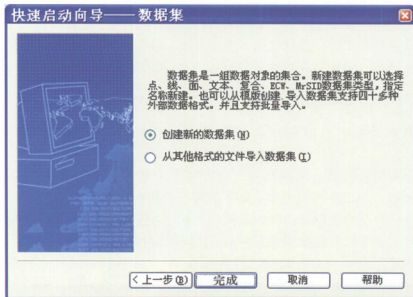 快速启动向导——数据集
数据集是一组数据对象的集合。新建数据集可以选择
点、线、面、文本、复合、ECW、MrSID数据集类型，指定
名称新建。也可以从模版创建.导入数据集支持四十多种
外部数据格式。并且支持批量导入。
创建新的数据集(N)
从其他格式的文件导入数据集(I)
<上一步(B) 完成 取消 帮助